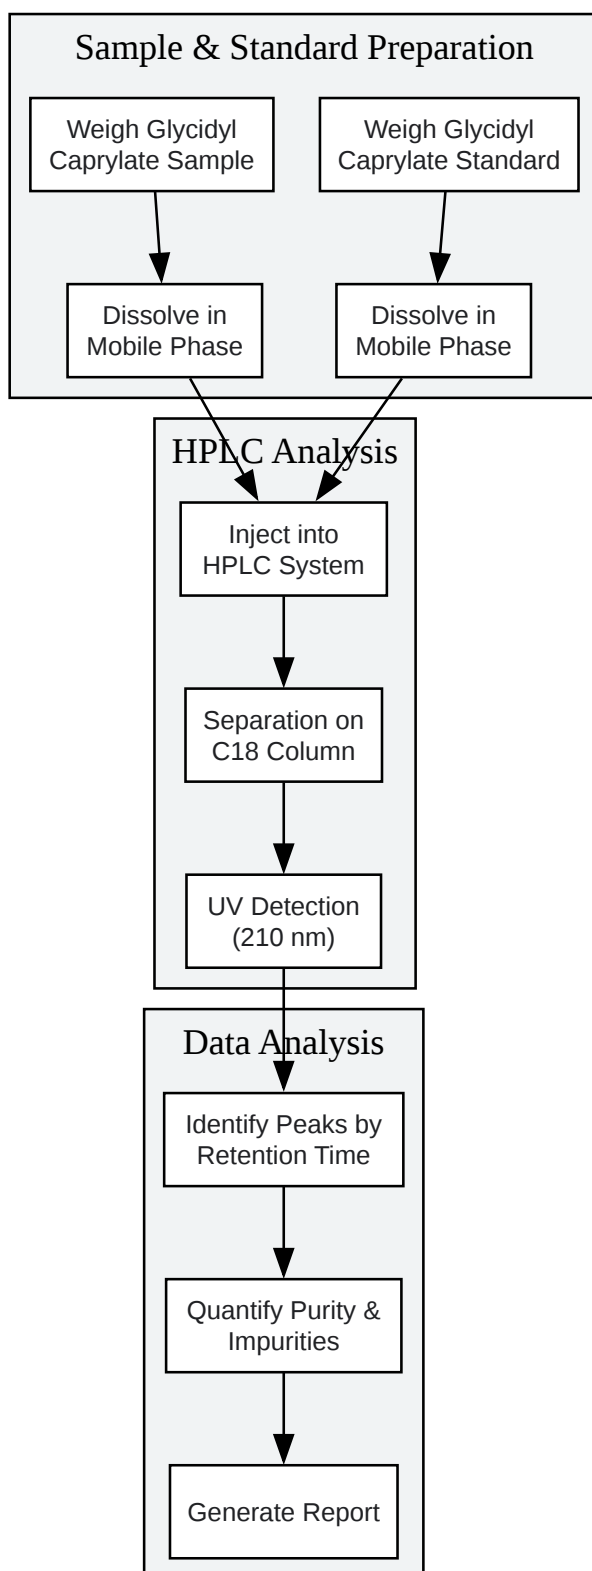 Sample & Standard Preparation
Weigh Glycidyl
Caprylate Sample
Weigh Glycidyl
Caprylate Standard
Dissolve in
Mobile Phase
Dissolve in
Mobile Phase
HPLC Analysis
Inject into
HPLC System
Separation on
C18 Column
UV Detection
(210 nm)
Data Analysis
Identify Peaks by
Retention Time
Quantify Purity &
Impurities
Generate Report